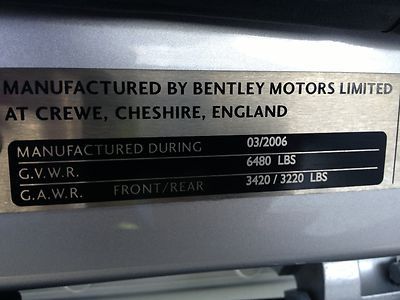 MANUFACTURED BY BENTLEY MOTORS LIMITED
AT CREWE, CHESHIRE, ENGLAND
MANUFACTURED DURING 03/2006
G.V.W.R. 6480 LBS
G.A.W.R. FRONT/REAR 3420 / 3220 LBS